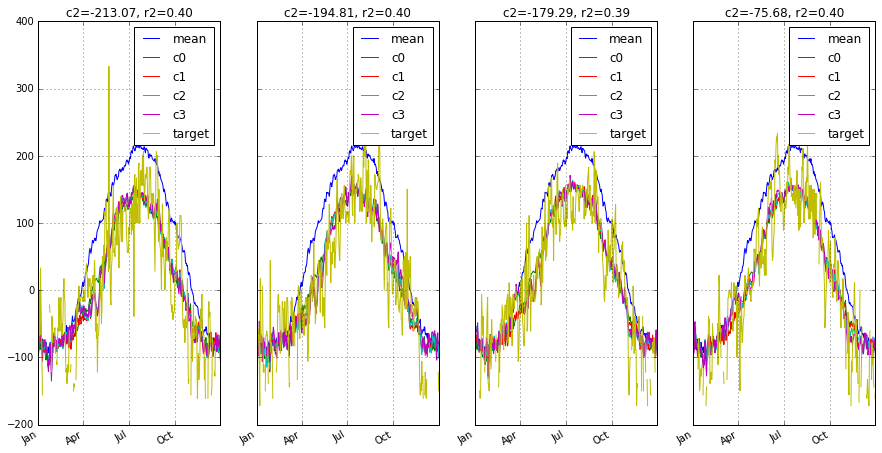 c2=-213.07, r2=0.40
c2=-194.81, r2=0.40
c2=-179.29, r2=0.39
c2=-75.68, r2=0.40
400
300
200
100
0
−100
−200
mean
c0
c1
c2
c3
target
mean
c0
c1
c2
c3
target
mean
c0
c1
c2
c3
target
mean
c0
c1
c2
c3
target
Jan Apr Jul Oct
Jan Apr Jul Oct
Jan Apr Jul Oct
Jan Apr Jul Oct